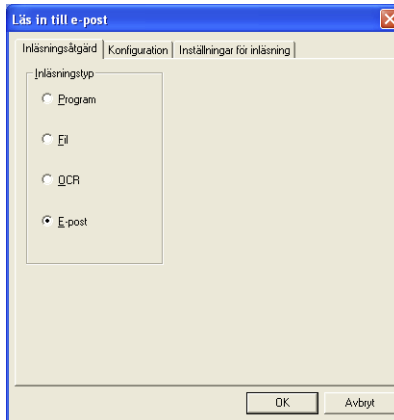 Läs in till e-post
Inläsningsåtgärd Konfiguration Inställningar för inläsning
Inläsningstyp
Program
Fil
OCR
E-post
OK Avbryt